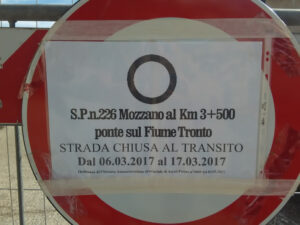 S.P.n.226 Mozzano al Km 3+500
ponte sul Fiume Tronto
STRADA CHIUSA AL TRANSITO
Dal 06.03.2017 al 17.03.2017